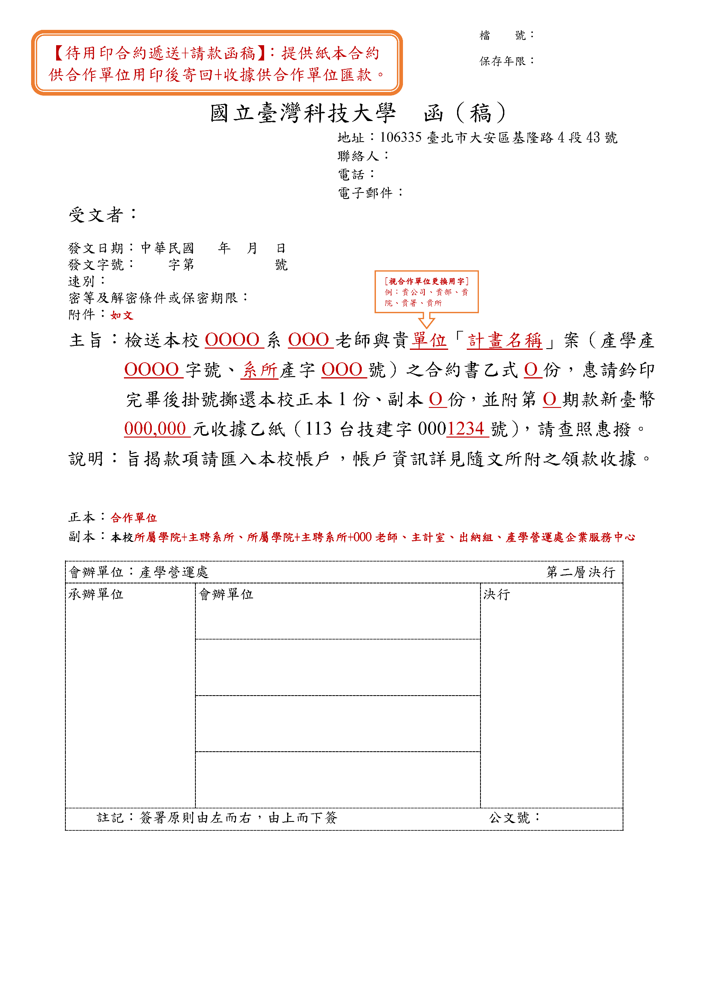 【待用印合約遞送+請款函稿】：提供紙本合約
供合作單位用印後寄回+收據供合作單位匯款。
檔　　號：
保存年限：
國立臺灣科技大學　函（稿）
地址：106335 臺北市大安區基隆路 4 段 43 號
聯絡人：
電話：
電子郵件：
受文者：
發文日期：中華民國　年　月　日
發文字號：　　字第　　　　　　號
速別：
密等及解密條件或保密期限：
附件：如文
[視合作單位更換用字]
例：貴公司、貴部、貴
院、貴署、貴所
主旨：檢送本校 OOOO 系 OOO 老師與貴單位「計畫名稱」案（產學產
OOOO 字號、系所產字 OOO 號）之合約書乙式 O 份，惠請鈐印
完畢後掛號擲還本校正本 1 份、副本 O 份，並附第 O 期款新臺幣
000,000 元收據乙紙（113 台技建字 0001234 號），請查照惠撥。
說明：旨揭款項請匯入本校帳戶，帳戶資訊詳見隨文所附之領款收據。
正本：合作單位
副本：本校所屬學院+主聘系所、所屬學院+主聘系所+000 老師、主計室、出納組、產學營運處企業服務中心
會辦單位：產學營運處　第二層決行
承辦單位　會辦單位　決行
註記：簽署原則由左而右，由上而下簽　公文號：